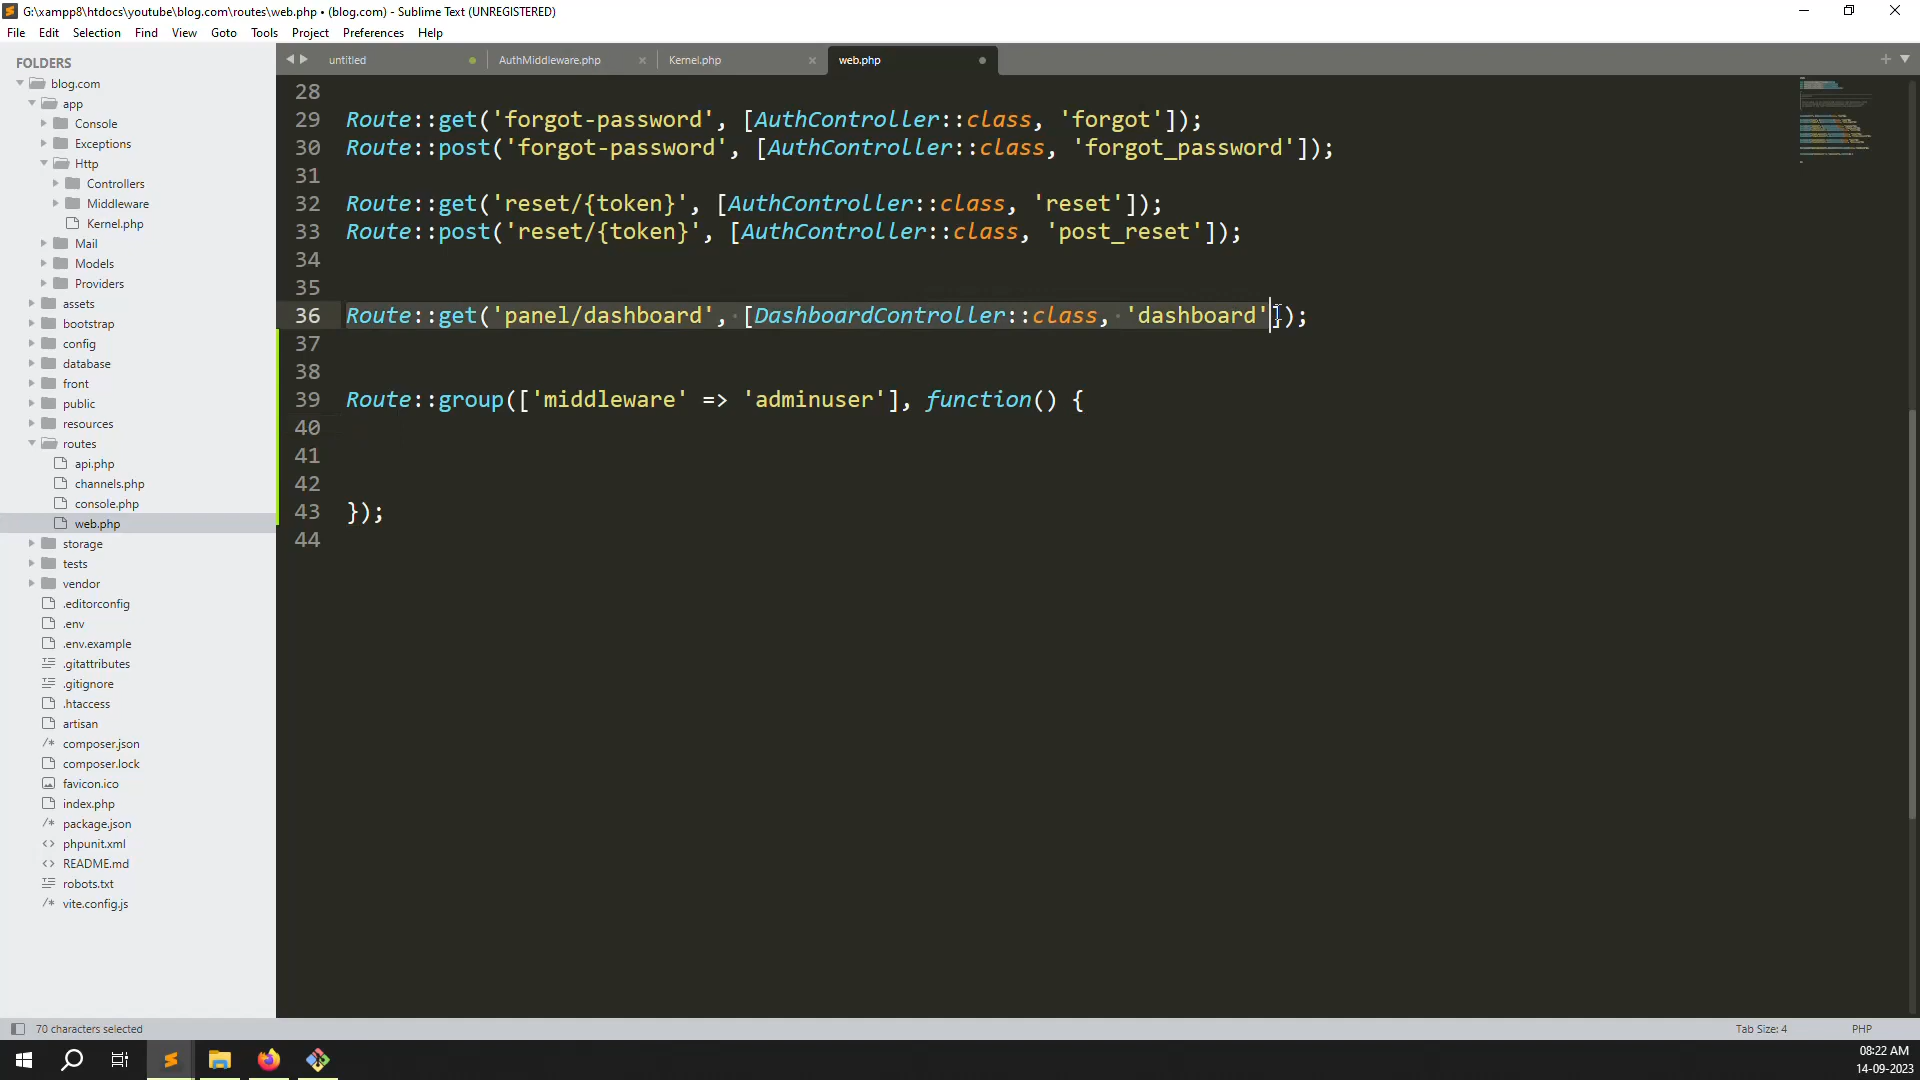 G:\xampp8\htdocs\youtube\blog.com\routes\web.php • (blog.com) - Sublime Text (UNREGISTERED)
File Edit Selection Find View Goto Tools Project Preferences Help
FOLDERS
blog.com
app
Console
Exceptions
Http
Controllers
Middleware
Kernel.php
Mail
Models
Providers
assets
bootstrap
config
database
front
public
resources
routes
api.php
channels.php
console.php
web.php
storage
tests
vendor
.editorconfig
.env
.env.example
.gitattributes
.gitignore
.htaccess
artisan
composer.json
composer.lock
favicon.ico
index.php
package.json
phpunit.xml
README.md
robots.txt
vite.config.js
untitled AuthMiddleware.php Kernel.php web.php
28
29 Route::get('forgot-password', [AuthController::class, 'forgot']);
30 Route::post('forgot-password', [AuthController::class, 'forgot_password']);
31
32 Route::get('reset/{token}', [AuthController::class, 'reset']);
33 Route::post('reset/{token}', [AuthController::class, 'post_reset']);
34
35
36 Route::get('panel/dashboard', [DashboardController::class, 'dashboard']);
37
38
39 Route::group(['middleware' => 'adminuser'], function() {
40
41
42
43 });
44
70 characters selected
Tab Size: 4 PHP
08:22 AM
14-09-2023